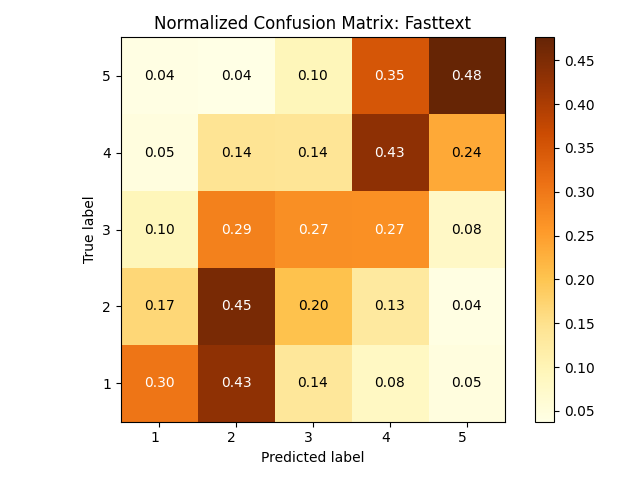 Normalized Confusion Matrix: Fasttext
5 0.04 0.04 0.10 0.35 0.48
4 0.05 0.14 0.14 0.43 0.24
3 0.10 0.29 0.27 0.27 0.08
2 0.17 0.45 0.20 0.13 0.04
1 0.30 0.43 0.14 0.08 0.05
1 2 3 4 5
True label
Predicted label
0.45
0.40
0.35
0.30
0.25
0.20
0.15
0.10
0.05